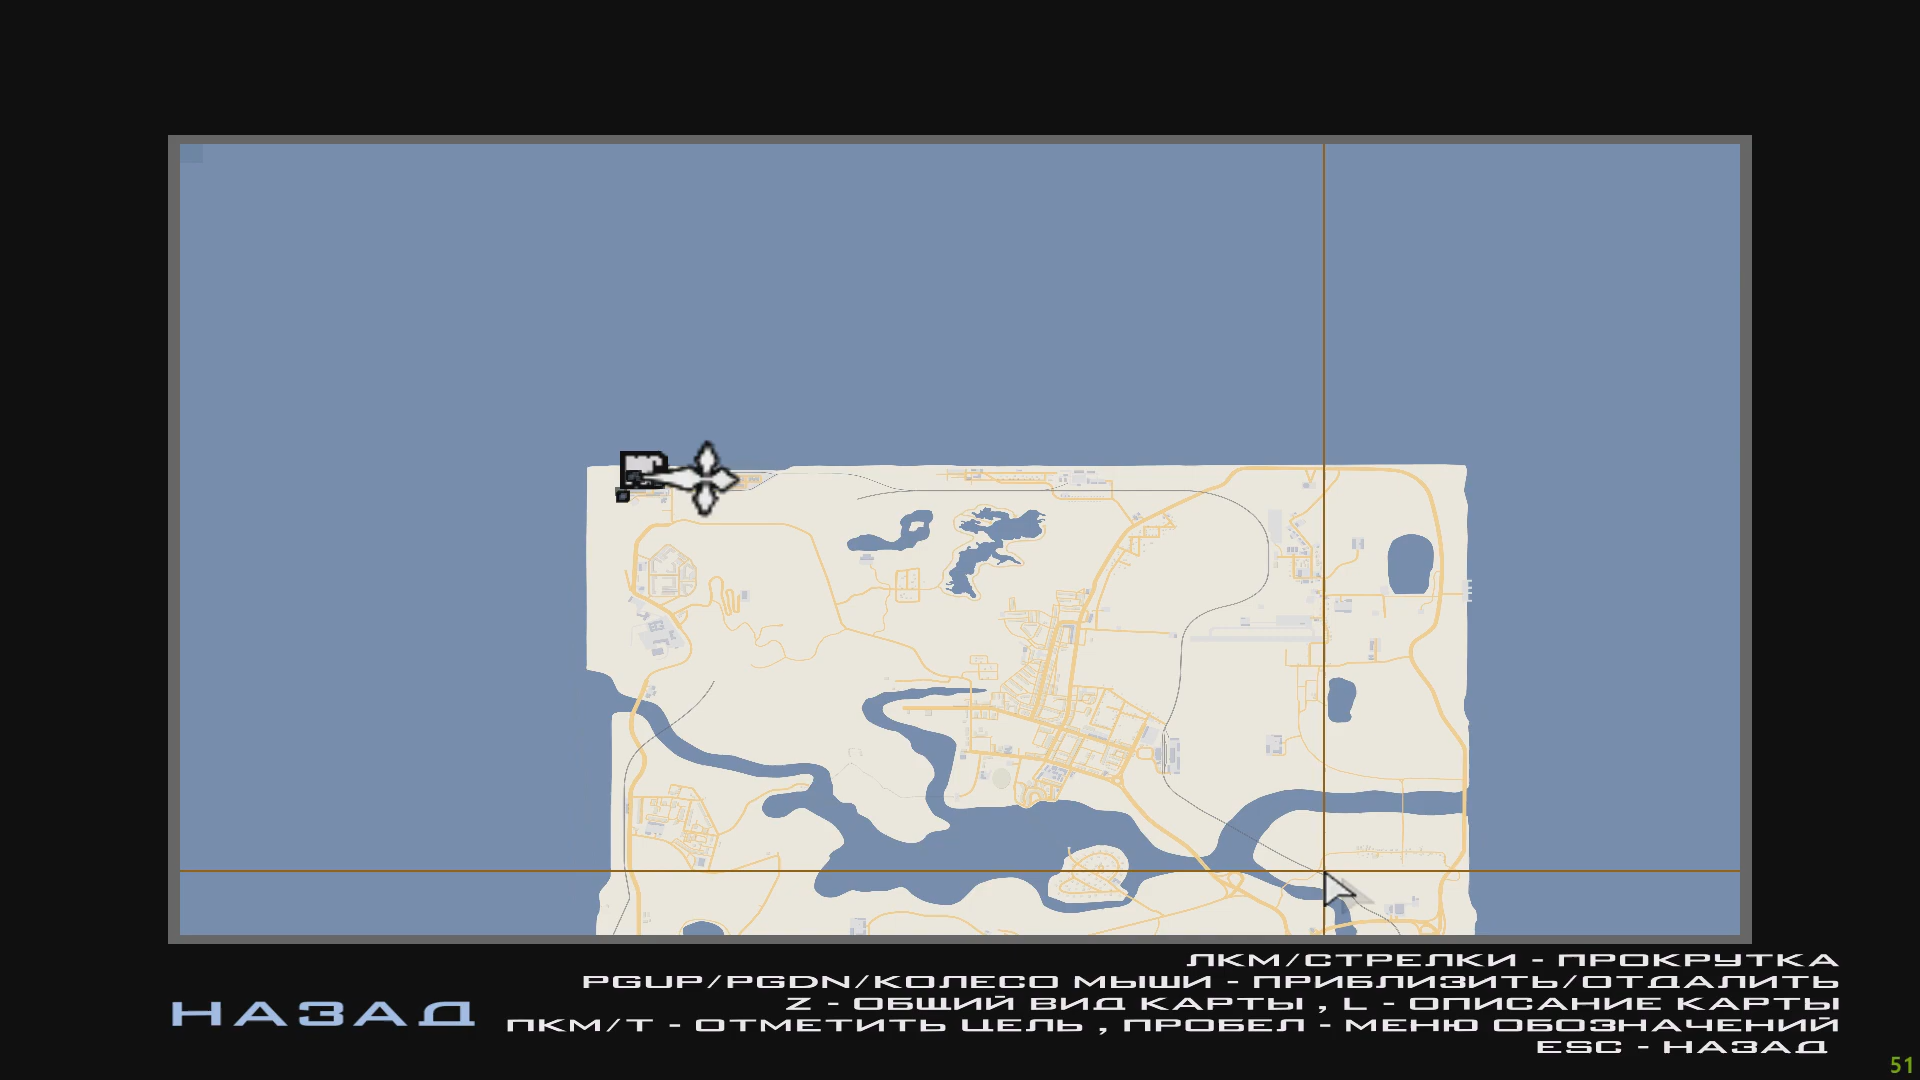 ЛКМ/СТРЕЛКИ - ПРОКРУТКА
PGUP/PGDN/КОЛЕСО МЫШИ - ПРИБЛИЗИТЬ/ОТДАЛИТЬ
Z - ОБЩИЙ ВИД КАРТЫ , L - ОПИСАНИЕ КАРТЫ
ПКМ/T - ОТМЕТИТЬ ЦЕЛЬ , ПРОБЕЛ - МЕНЮ ОБОЗНАЧЕНИЙ
ESC - НАЗАД
НАЗАД
51